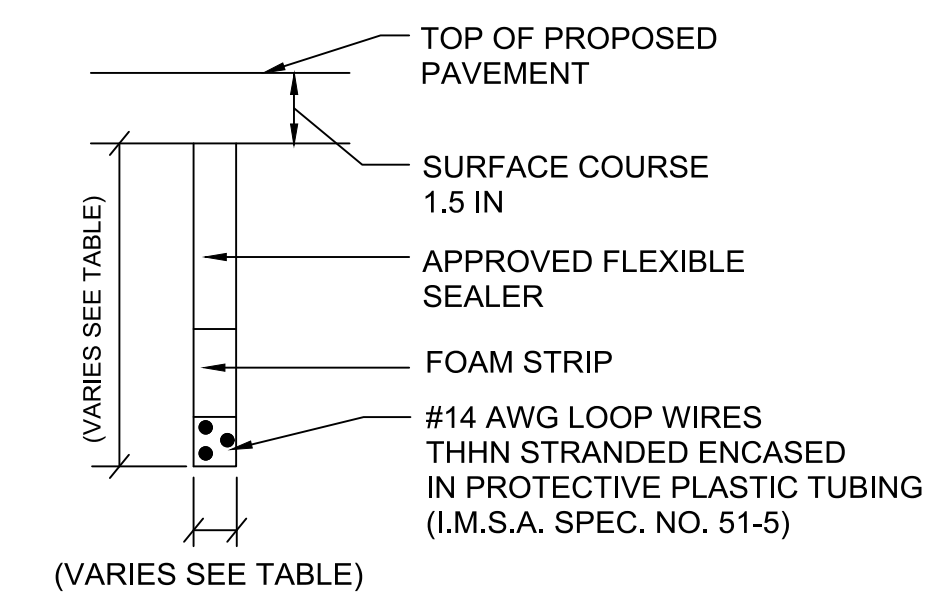 TOP OF PROPOSED
PAVEMENT
SURFACE COURSE
1.5 IN
(VARIES SEE TABLE)
APPROVED FLEXIBLE
SEALER
FOAM STRIP
#14 AWG LOOP WIRES
THHN STRANDED ENCASED
IN PROTECTIVE PLASTIC TUBING
(I.M.S.A. SPEC. NO. 51-5)
(VARIES SEE TABLE)